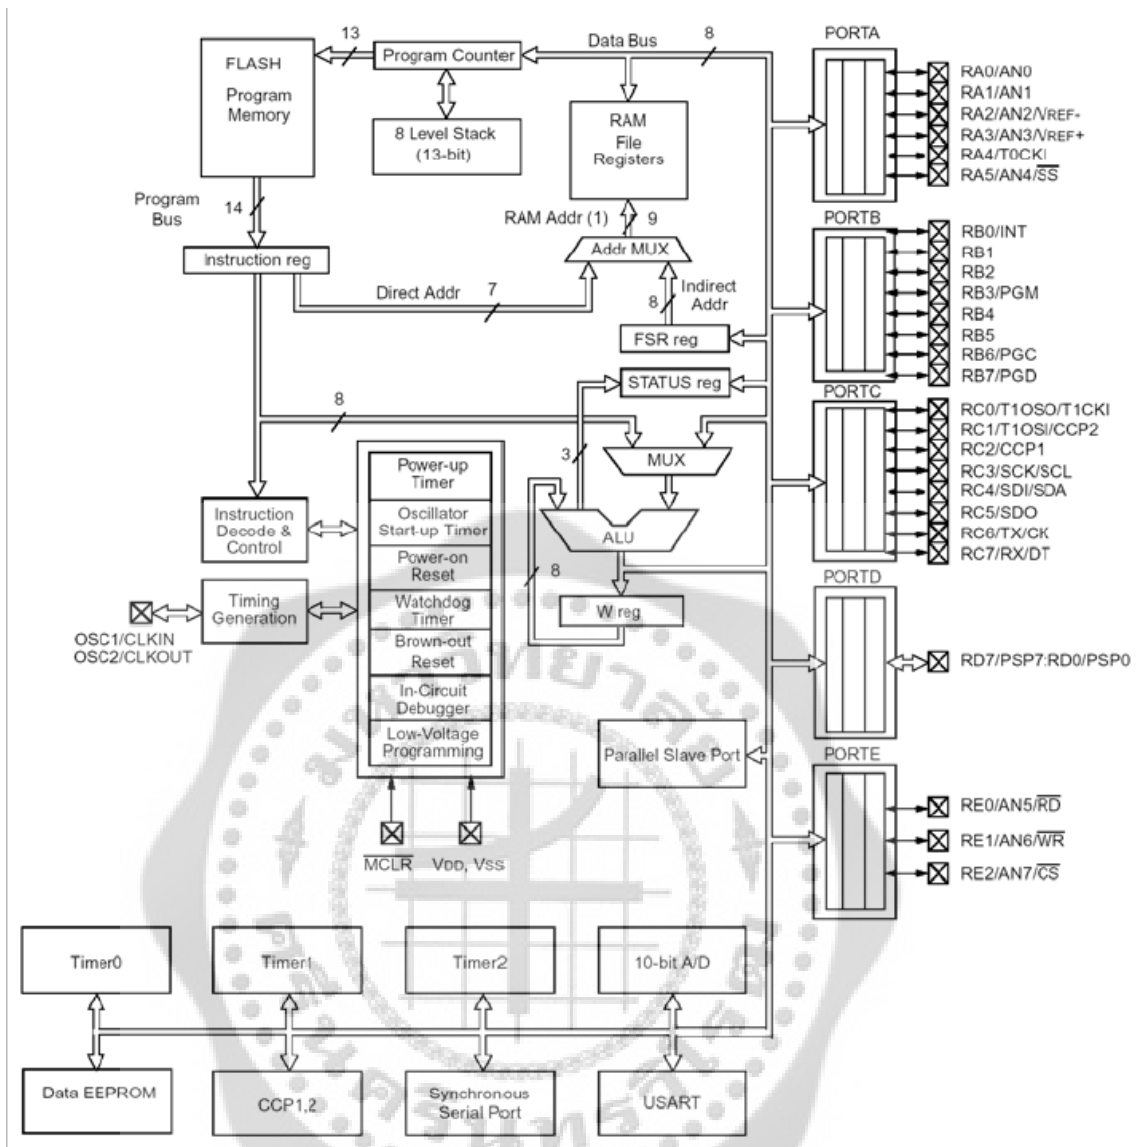 13
Program Counter
Data Bus
8
PORTA
FLASH
Program
Memory
8 Level Stack
(13-bit)
RAM
File
Registers
RA0/AN0
RA1/AN1
RA2/AN2/VREF-
RA3/AN3/VREF+
RA4/T0CKI
RA5/AN4/SS
Program
Bus
14
RAM Addr (1)
9
PORTB
Addr MUX
Instruction reg
Direct Addr
7
8
Indirect
Addr
FSR reg
RB0/INT
RB1
RB2
RB3/PGM
RB4
RB5
RB6/PGC
RB7/PGD
STATUS reg
8
PORTC
3
MUX
RC0/T1OSO/T1CKI
RC1/T1OSI/CCP2
RC2/CCP1
RC3/SCK/SCL
RC4/SDI/SDA
RC5/SDO
RC6/TX/CK
RC7/RX/DT
Power-up
Timer
Instruction
Decode &
Control
Oscillator
Start-up Timer
ALU
Power-on
Reset
8
PORTD
Timing
Generation
Watchdog
Timer
W reg
OSC1/CLKIN
OSC2/CLKOUT
Brown-out
Reset
RD7/PSP7:RD0/PSP0
In-Circuit
Debugger
Low-Voltage
Programming
Parallel Slave Port
PORTE
RE0/AN5/RD
RE1/AN6/WR
RE2/AN7/CS
MCLR
VDD, VSS
Timer0
Timer1
Timer2
10-bit A/D
Data EEPROM
CCP1,2
Synchronous
Serial Port
USART